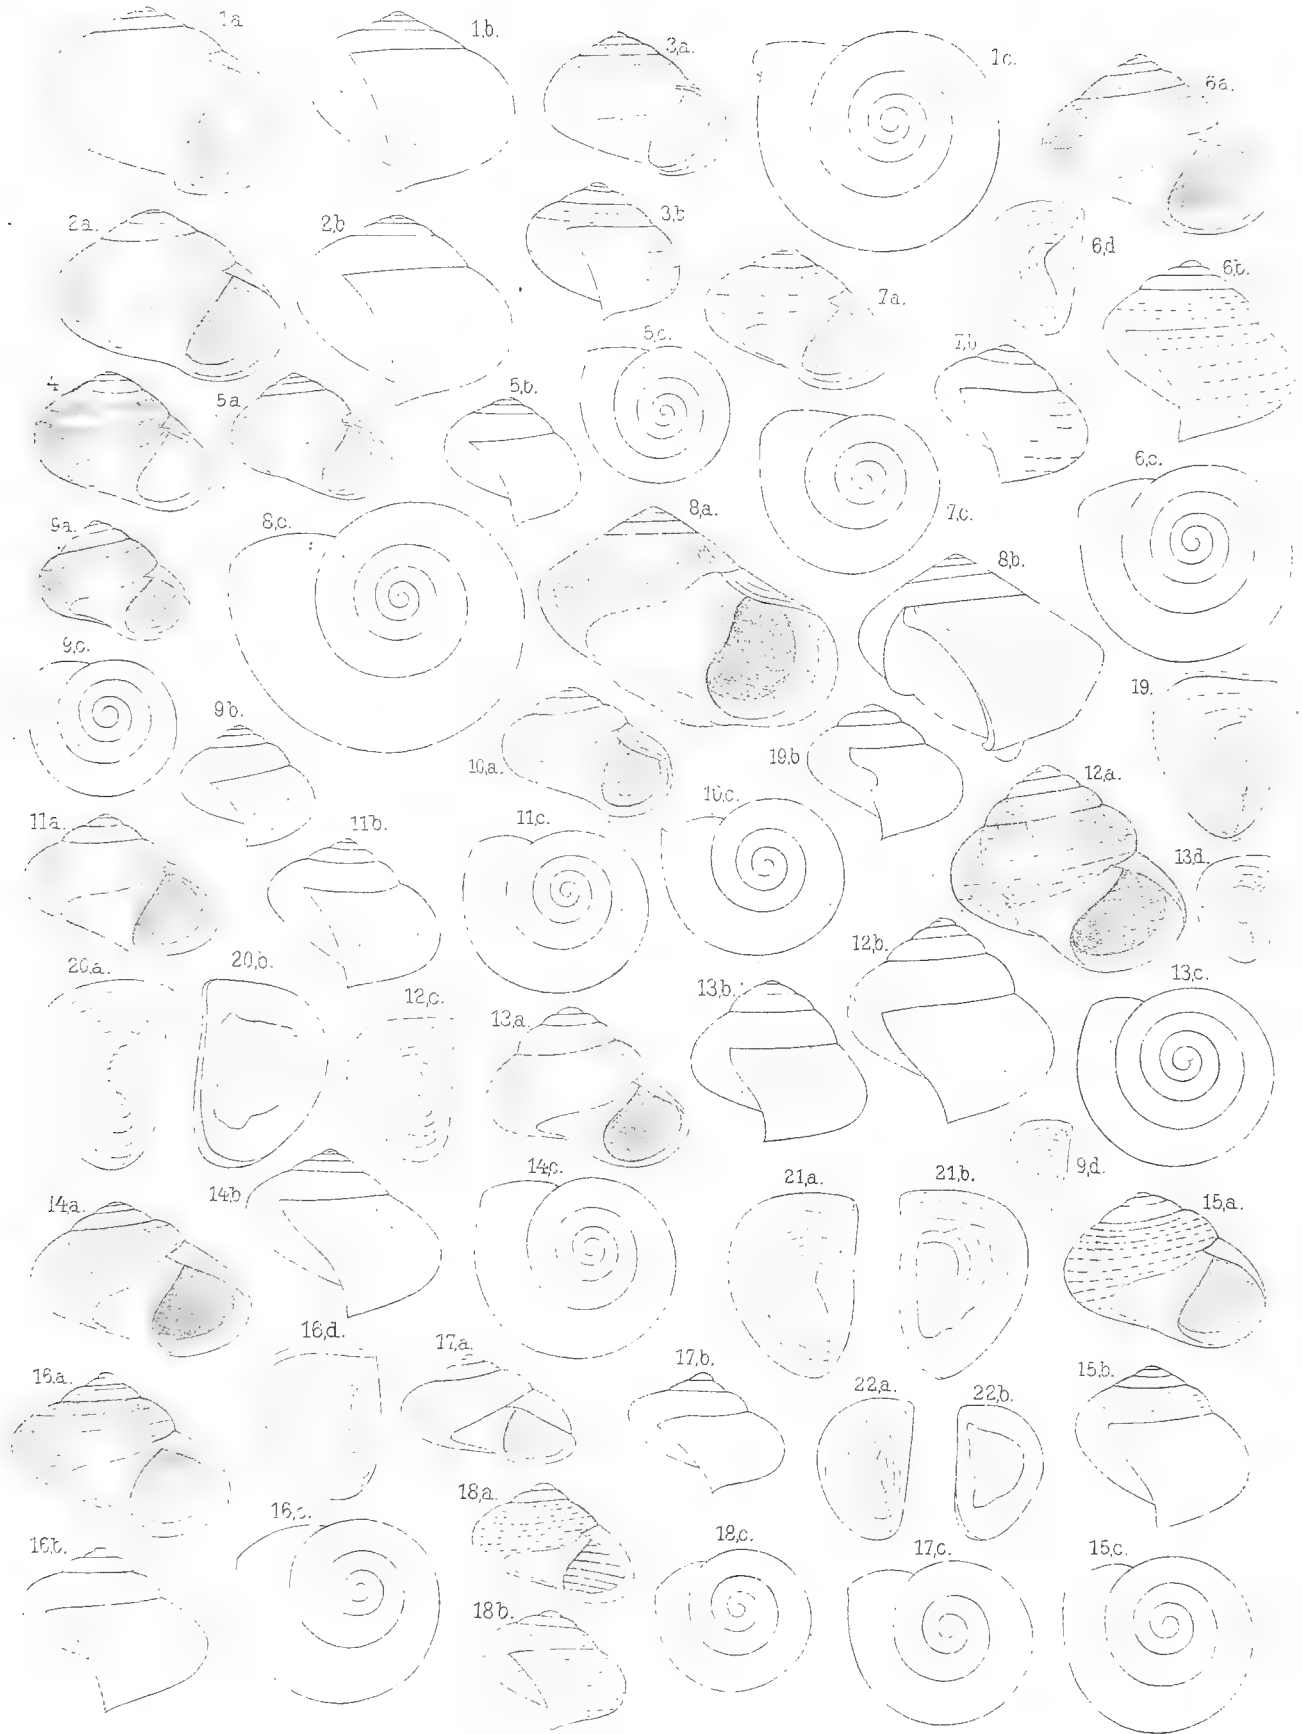 1a
1,b.
3,a.
1c.
6a.
2a.
2,b
3,b
6,d
7a.
6,b.
5,c.
7,b
4
5a
5,b.
6,c.
9a.
8,c.
8,a.
7,c.
8,b.
9,c.
19.
9b.
10,a.
19,b
12,a.
10,c.
11a.
11b.
11,c.
13,d.
12,b.
20,a.
20,b.
12,c.
13,b.
13,c.
13,a.
14,c.
9,d.
21,a.
21,b.
14,a.
14,b
15,a.
16,d.
17,a.
17,b.
16,a.
22,a.
22,b.
15,b.
18,a.
16,c.
18,c.
17,c.
15,c.
16,b.
18b.